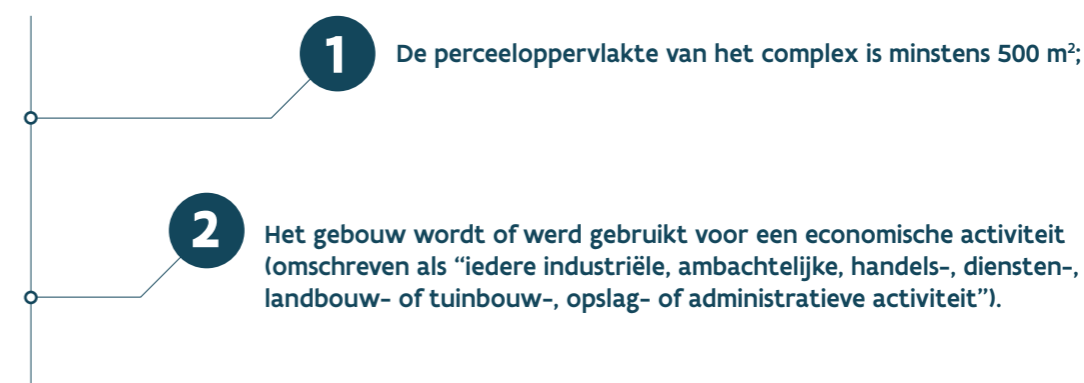 1
De perceeloppervlakte van het complex is minstens 500 m²;
2
Het gebouw wordt of werd gebruikt voor een economische activiteit
(omschreven als “iedere industriële, ambachtelijke, handels-, diensten-,
landbouw- of tuinbouw-, opslag- of administratieve activiteit”).